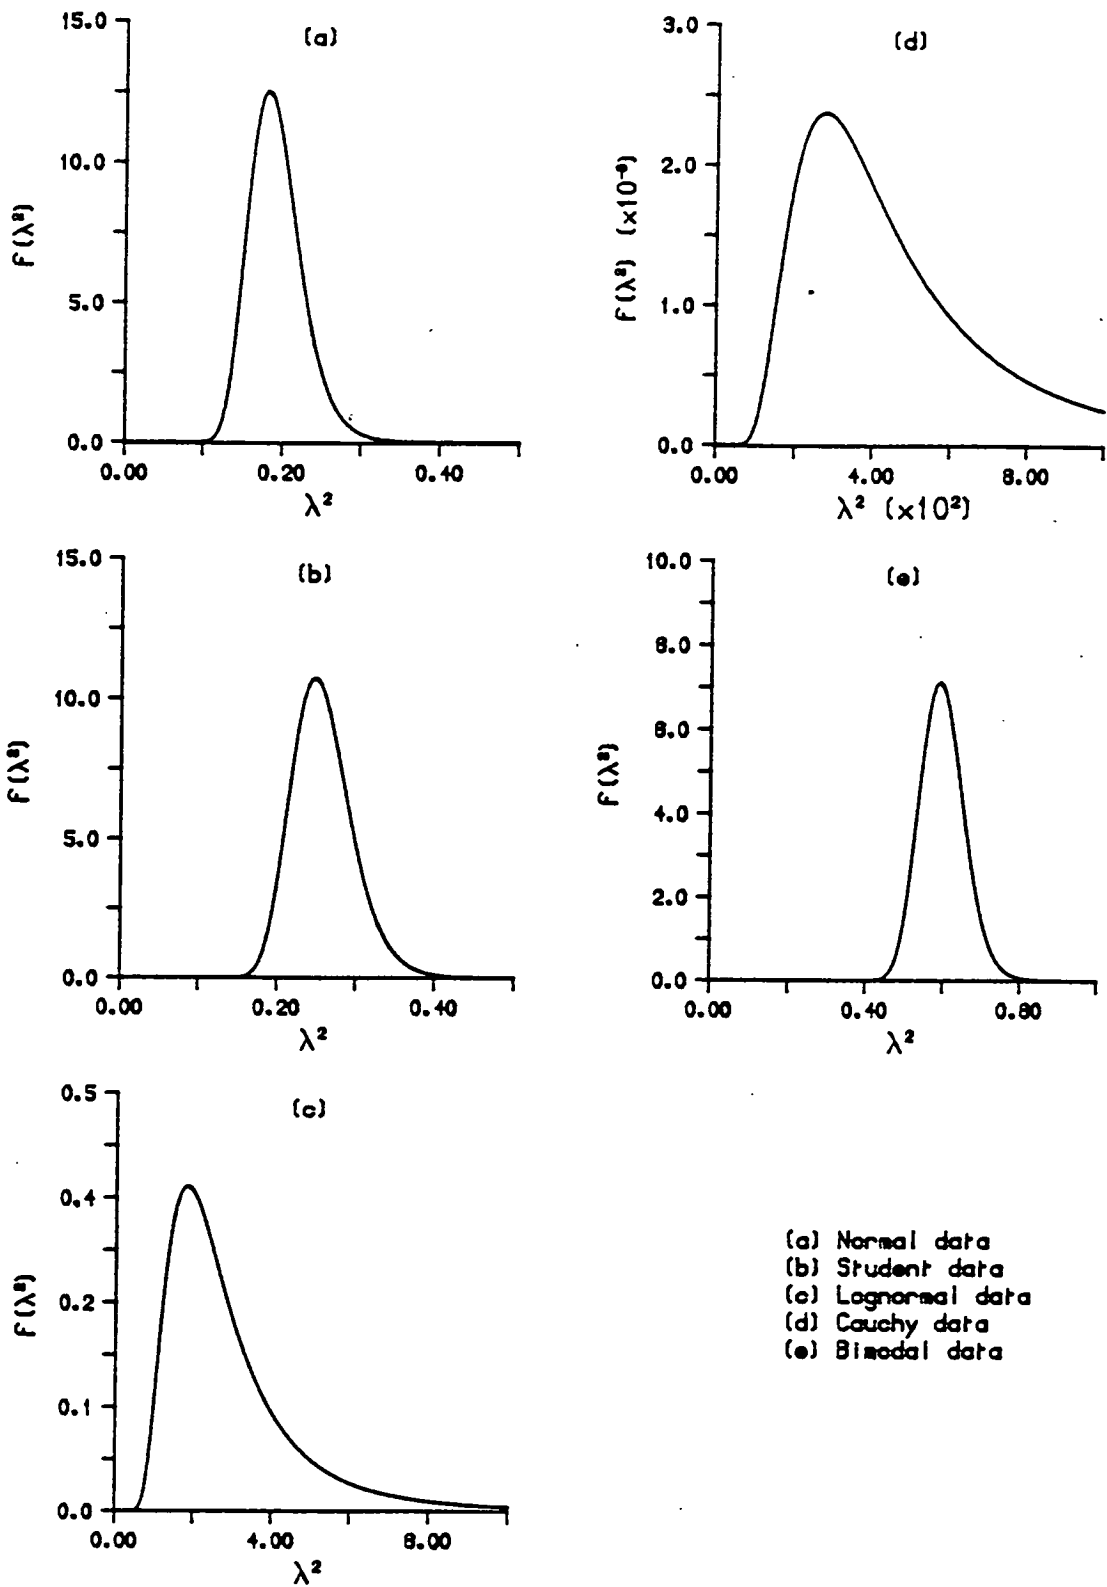 (a)
15.0
10.0
5.0
0.0
f(λ²)
0.00 0.20 0.40
λ²
(d)
3.0
2.0
1.0
0.0
f(λ²) (×10⁻³)
0.00 4.00 8.00
λ² (×10²)
(b)
15.0
10.0
5.0
0.0
f(λ²)
0.00 0.20 0.40
λ²
(e)
10.0
8.0
6.0
4.0
2.0
0.0
f(λ²)
0.00 0.40 0.80
λ²
(c)
0.5
0.4
0.2
0.1
0.0
f(λ²)
0.00 4.00 8.00
λ²
(a) Normal data
(b) Student data
(c) Lognormal data
(d) Cauchy data
(e) Bimodal data